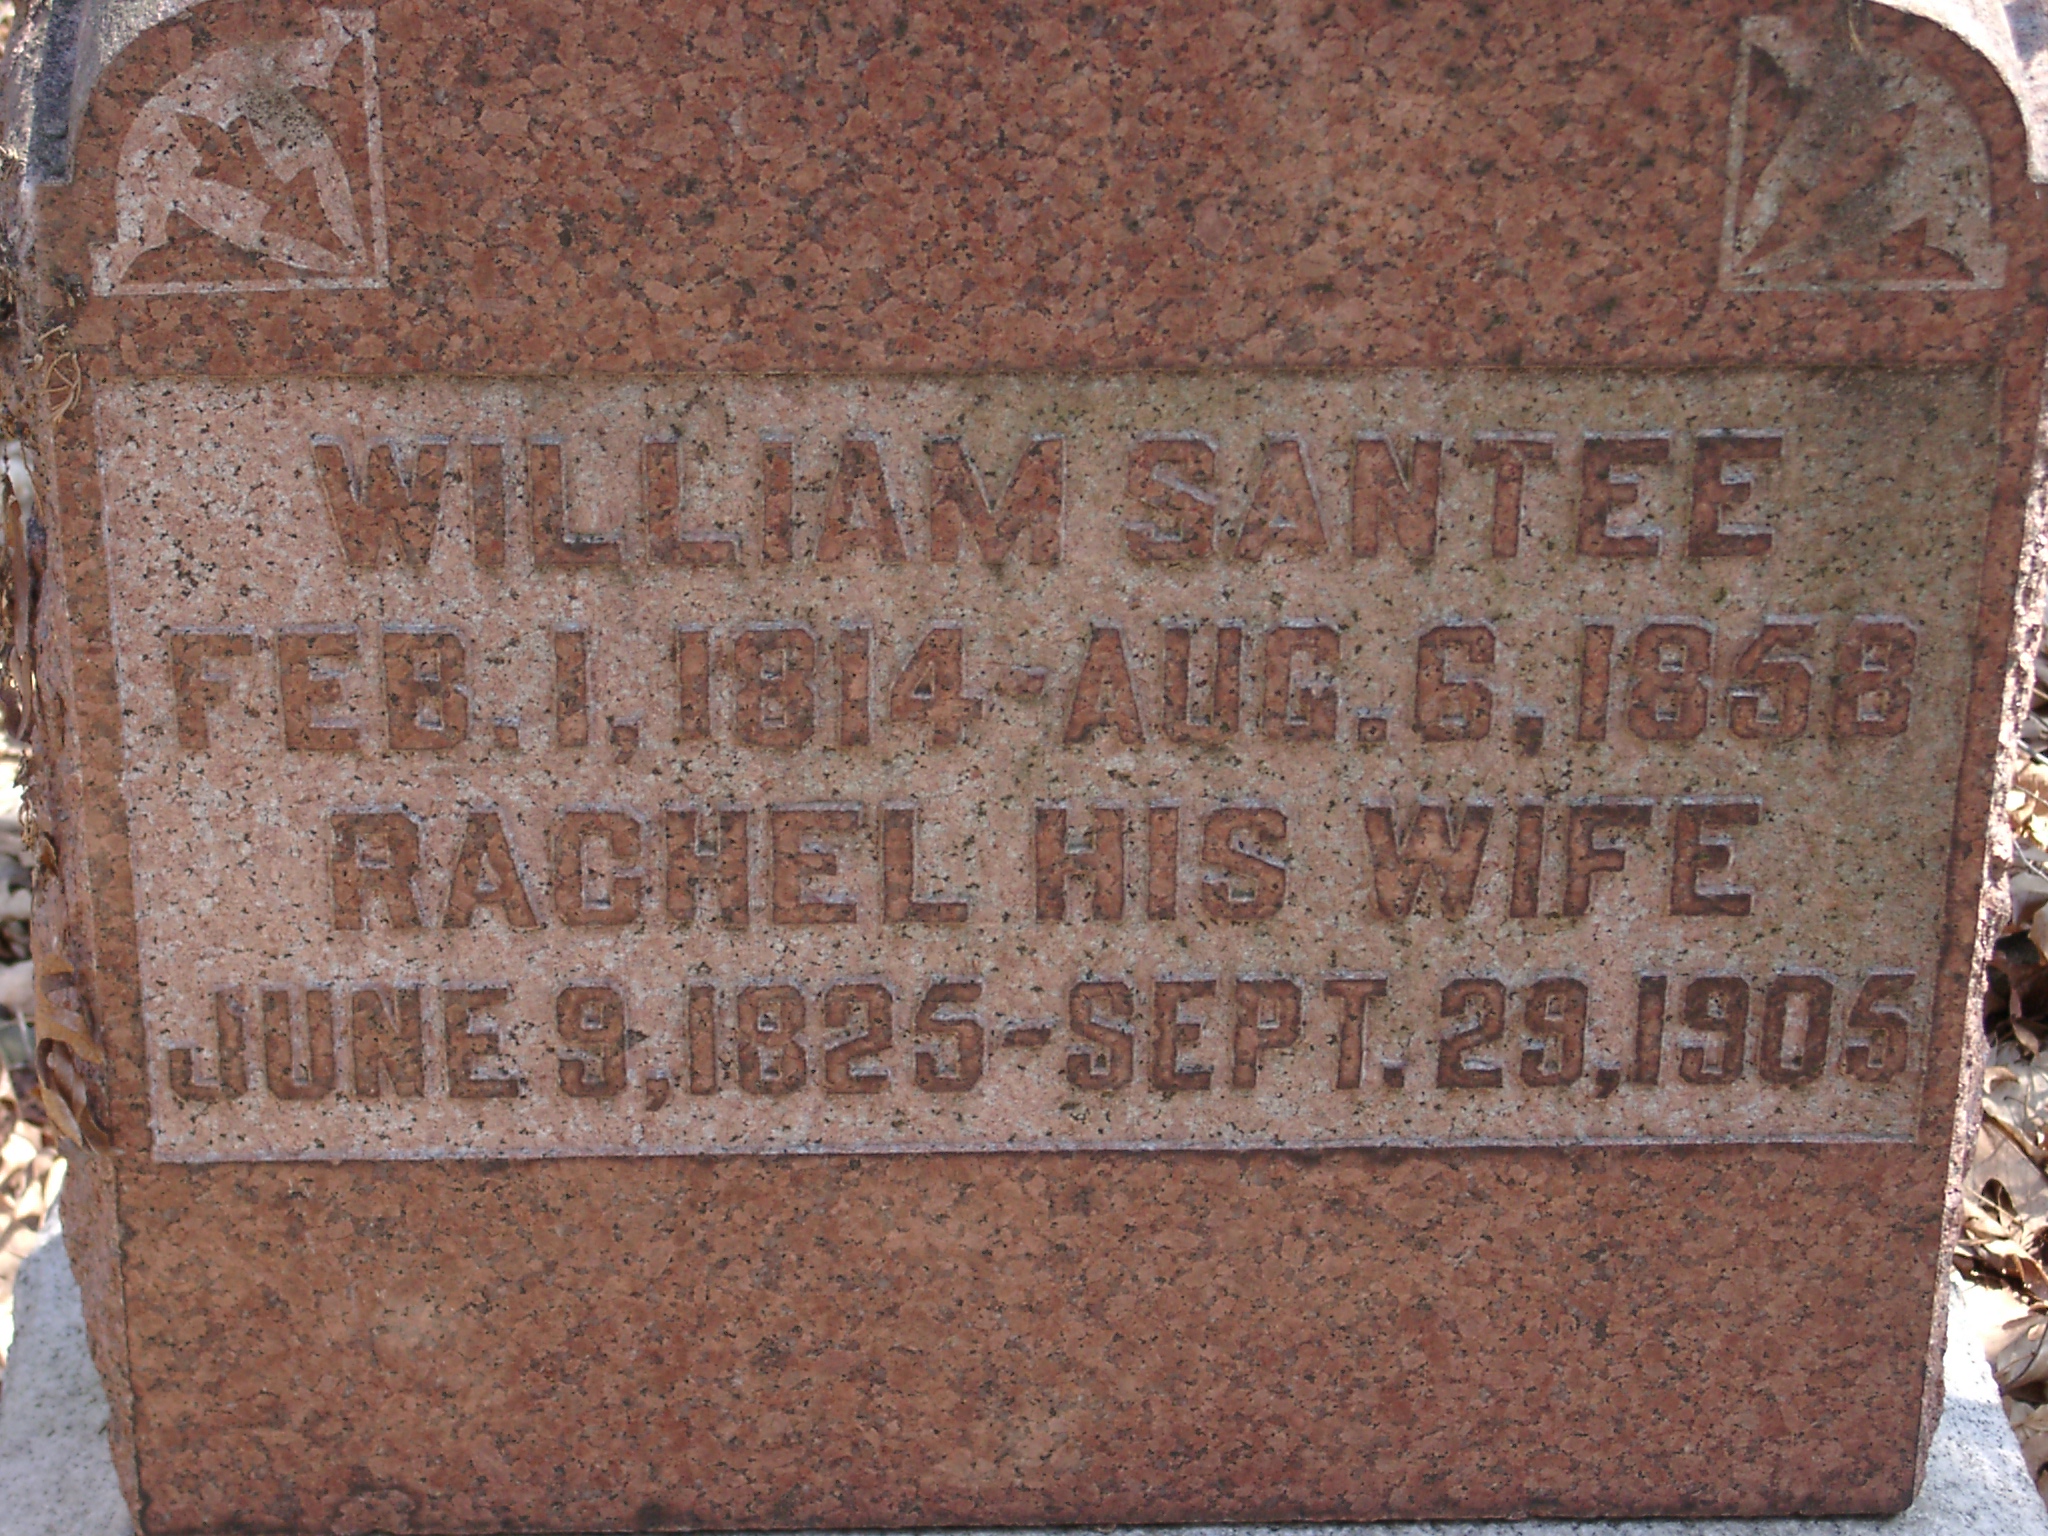 WILLIAM SANTEE
FEB. 1, 1814-AUG. 6, 1858
RACHEL HIS WIFE
JUNE 9, 1825-SEPT. 29, 1905